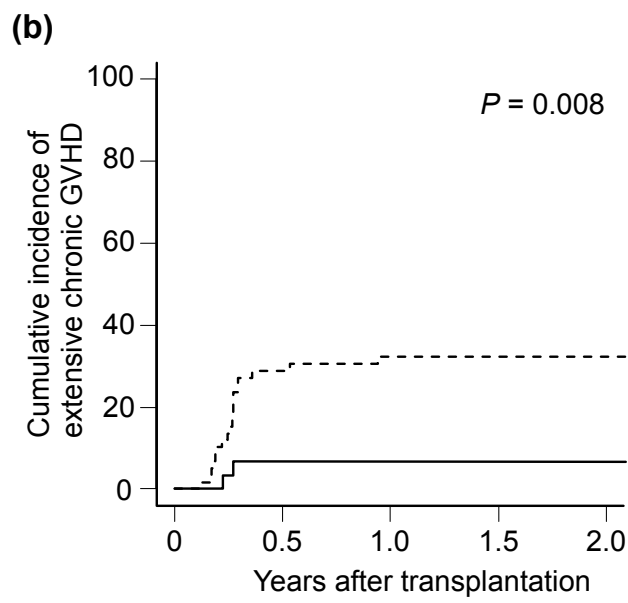 (b)
Cumulative incidence of
extensive chronic GVHD
100
80
60
40
20
0
P = 0.008
0 0.5 1.0 1.5 2.0
Years after transplantation